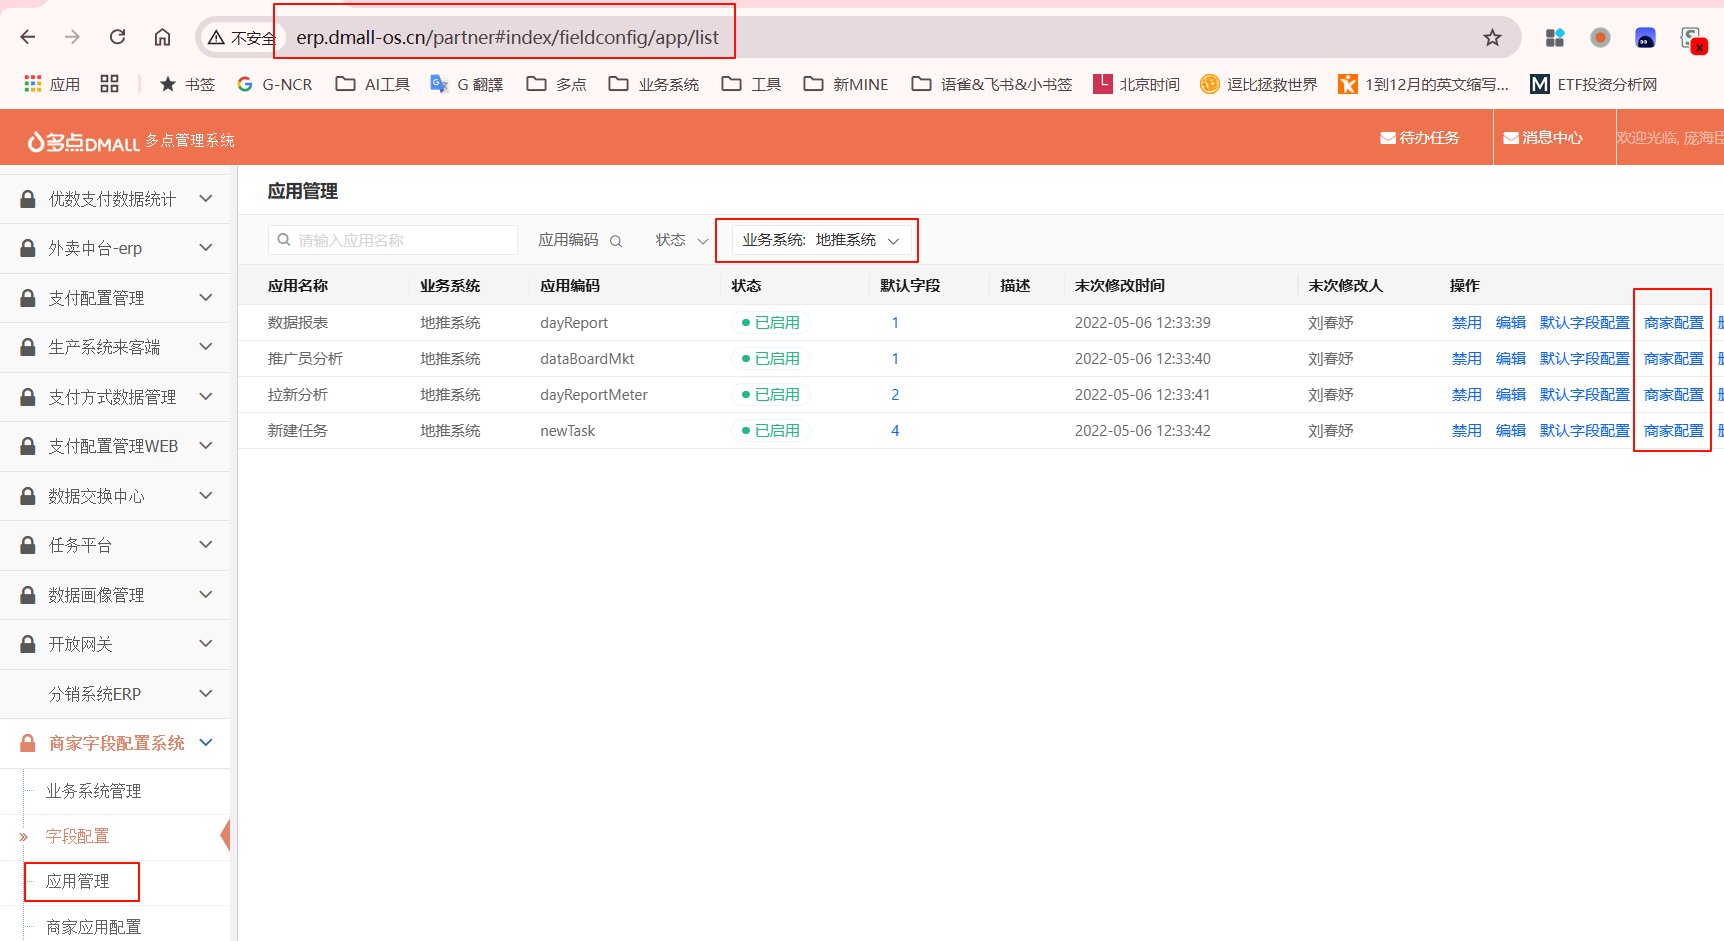 不安全 erp.dmall-os.cn/partner#index/fieldconfig/app/list
应用 书签 G-NCR AI工具 G 翻譯 多点 业务系统 工具 新MINE 语雀&飞书&小书签 北京时间 逗比拯救世界 1到12月的英文缩写... ETF投资分析网
多点DMALL 多点管理系统 待办任务 消息中心 欢迎光临, 庞海臣
优数支付数据统计
外卖中台-erp
支付配置管理
生产系统来客端
支付方式数据管理
支付配置管理WEB
数据交换中心
任务平台
数据画像管理
开放网关
分销系统ERP
商家字段配置系统
业务系统管理
字段配置
应用管理
商家应用配置
应用管理
请输入应用名称 应用编码 状态 业务系统: 地推系统
应用名称 业务系统 应用编码 状态 默认字段 描述 末次修改时间 末次修改人 操作
数据报表 地推系统 dayReport 已启用 1 2022-05-06 12:33:39 刘春妤 禁用 编辑 默认字段配置 商家配置
推广员分析 地推系统 dataBoardMkt 已启用 1 2022-05-06 12:33:40 刘春妤 禁用 编辑 默认字段配置 商家配置
拉新分析 地推系统 dayReportMeter 已启用 2 2022-05-06 12:33:41 刘春妤 禁用 编辑 默认字段配置 商家配置
新建任务 地推系统 newTask 已启用 4 2022-05-06 12:33:42 刘春妤 禁用 编辑 默认字段配置 商家配置